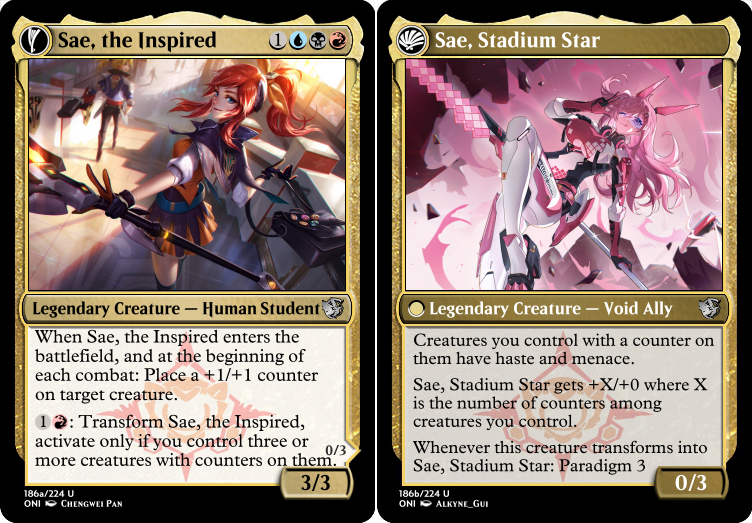 Sae, the Inspired 1
When Sae, the Inspired enters the
battlefield, and at the beginning of
each combat: Place a +1/+1 counter
on target creature.
1 : Transform Sae, the Inspired,
activate only if you control three or
more creatures with counters on them.
Legendary Creature — Human Student
0/3
3/3
186a/224 U
ONI Chengwei Pan
Sae, Stadium Star
Legendary Creature — Void Ally
Creatures you control with a counter on
them have haste and menace.
Sae, Stadium Star gets +X/+0 where X
is the number of counters among
creatures you control.
Whenever this creature transforms into
Sae, Stadium Star: Paradigm 3
0/3
186b/224 U
ONI Alkyne_Gui